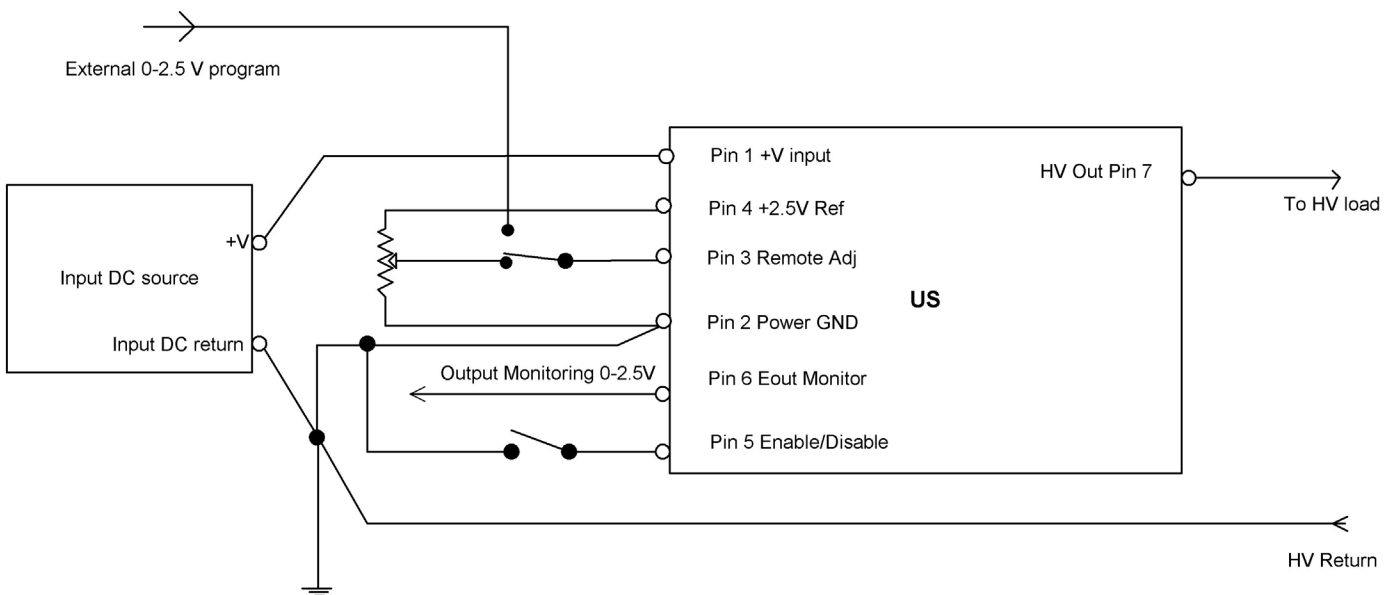 External 0-2.5 V program
Pin 1 +V input
HV Out Pin 7
To HV load
Pin 4 +2.5V Ref
+V
Pin 3 Remote Adj
Input DC source
US
Pin 2 Power GND
Input DC return
Output Monitoring 0-2.5V
Pin 6 Eout Monitor
Pin 5 Enable/Disable
HV Return